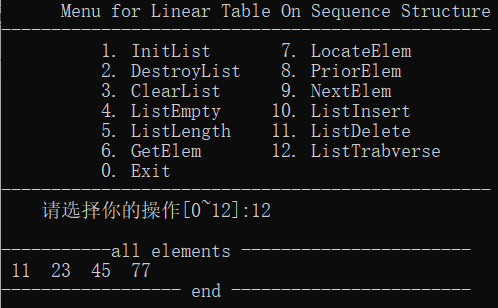 Menu for Linear Table On Sequence Structure
-------------------------------------------------
1. InitList 7. LocateElem
2. DestroyList 8. PriorElem
3. ClearList 9. NextElem
4. ListEmpty 10. ListInsert
5. ListLength 11. ListDelete
6. GetElem 12. ListTrabverse
0. Exit
-------------------------------------------------
请选择你的操作[0~12]:12
-----------all elements -----------------------
11 23 45 77
------------------ end ------------------------